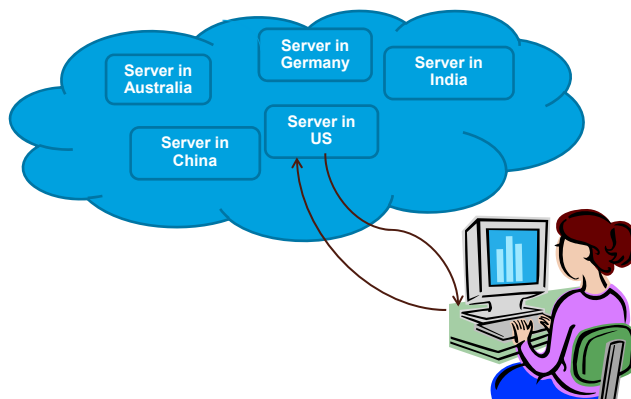 Server in
Germany
Server in
India
Server in
Australia
Server in
US
Server in
China